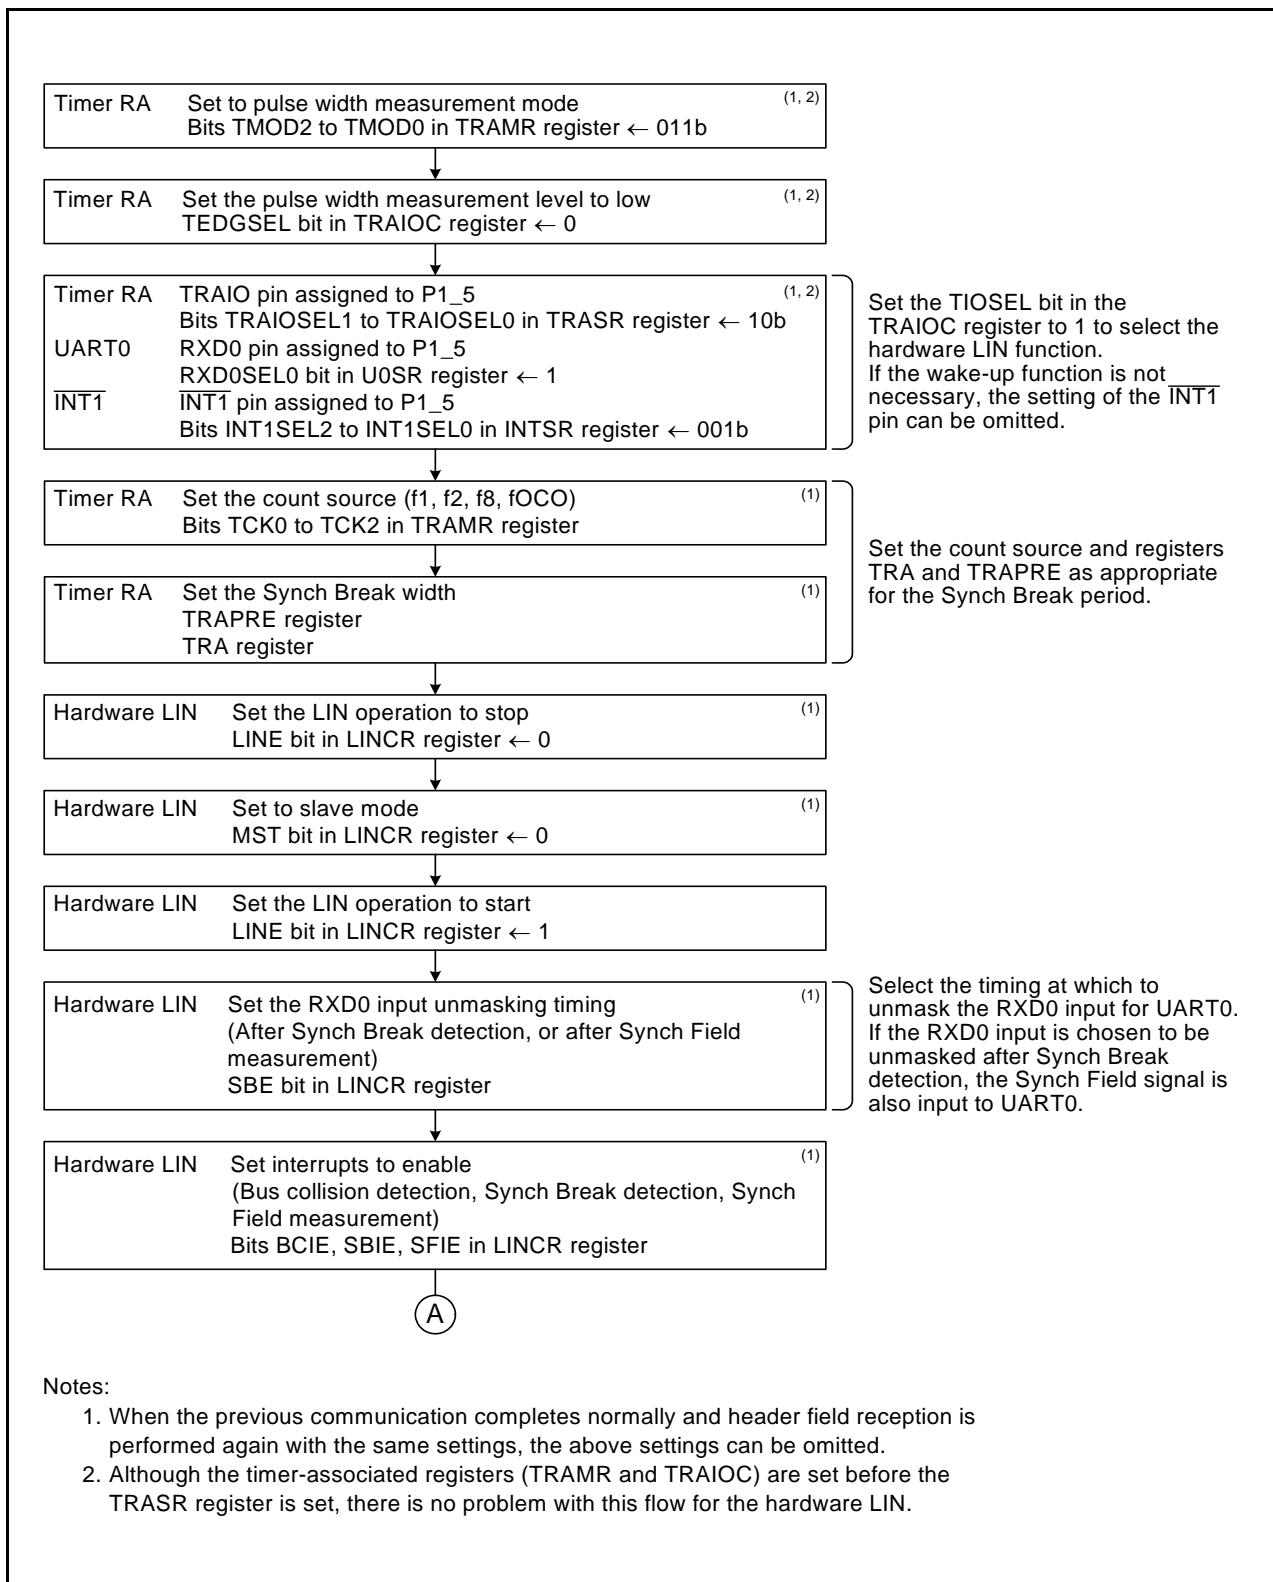 Timer RA Set to pulse width measurement mode (1, 2)
Bits TMOD2 to TMOD0 in TRAMR register ← 011b
Timer RA Set the pulse width measurement level to low (1, 2)
TEDGSEL bit in TRAIOC register ← 0
Timer RA TRAIO pin assigned to P1_5 (1, 2)
Bits TRAIOSEL1 to TRAIOSEL0 in TRASR register ← 10b
UART0 RXD0 pin assigned to P1_5
RXD0SEL0 bit in U0SR register ← 1
INT1 INT1 pin assigned to P1_5
Bits INT1SEL2 to INT1SEL0 in INTSR register ← 001b
Set the TIOSEL bit in the
TRAIOC register to 1 to select the
hardware LIN function.
If the wake-up function is not
necessary, the setting of the INT1
pin can be omitted.
Timer RA Set the count source (f1, f2, f8, fOCO) (1)
Bits TCK0 to TCK2 in TRAMR register
Timer RA Set the Synch Break width (1)
TRAPRE register
TRA register
Set the count source and registers
TRA and TRAPRE as appropriate
for the Synch Break period.
Hardware LIN Set the LIN operation to stop (1)
LINE bit in LINCR register ← 0
Hardware LIN Set to slave mode (1)
MST bit in LINCR register ← 0
Hardware LIN Set the LIN operation to start
LINE bit in LINCR register ← 1
Hardware LIN Set the RXD0 input unmasking timing (1)
(After Synch Break detection, or after Synch Field
measurement)
SBE bit in LINCR register
Select the timing at which to
unmask the RXD0 input for UART0.
If the RXD0 input is chosen to be
unmasked after Synch Break
detection, the Synch Field signal is
also input to UART0.
Hardware LIN Set interrupts to enable (1)
(Bus collision detection, Synch Break detection, Synch
Field measurement)
Bits BCIE, SBIE, SFIE in LINCR register
A
Notes:
1. When the previous communication completes normally and header field reception is
performed again with the same settings, the above settings can be omitted.
2. Although the timer-associated registers (TRAMR and TRAIOC) are set before the
TRASR register is set, there is no problem with this flow for the hardware LIN.